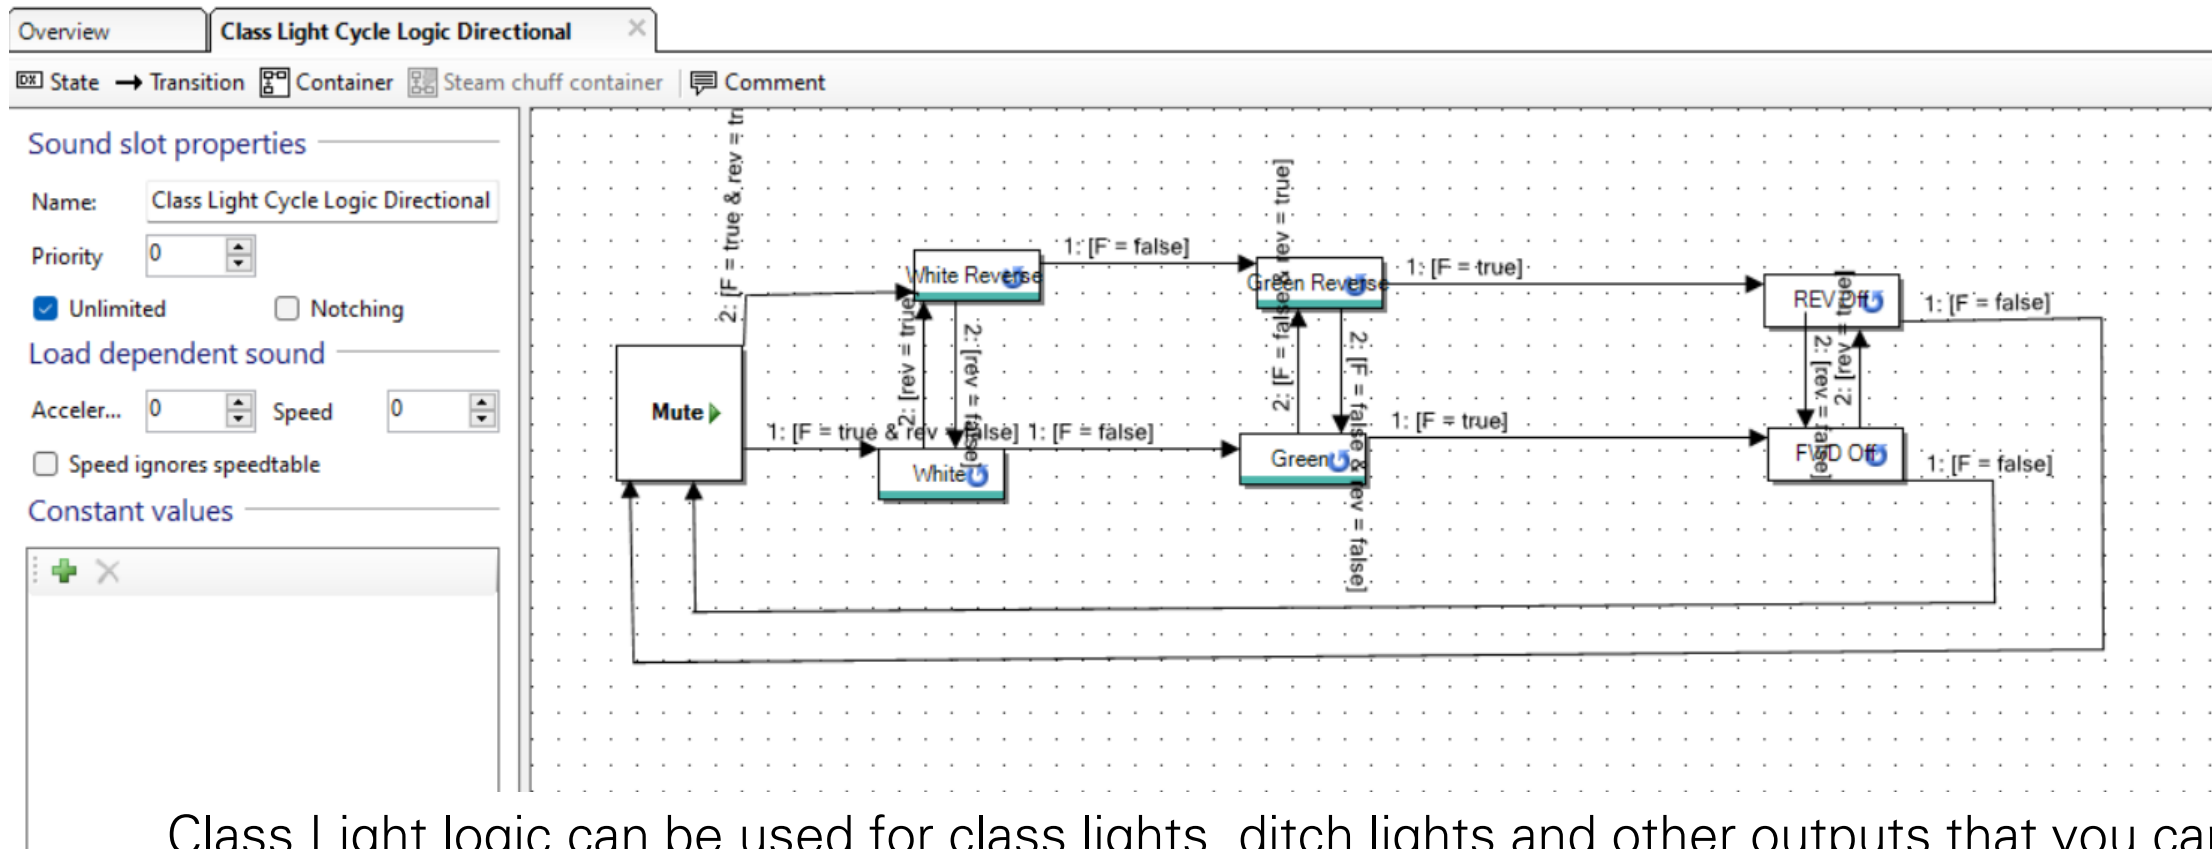 Overview
Class Light Cycle Logic Directional
State
Transition
Container
Steam chuff container
Comment
Sound slot properties
Name: Class Light Cycle Logic Directional
Priority 0
Unlimited
Notching
Load dependent sound
Acceler... 0 Speed 0
Speed ignores speedtable
Constant values
2: [F = true & rev =
Mute
1: [F = true & rev = false]
White Reverse
1: [F = false]
2: [rev = true]
2: [rev = false]
White
1: [F = false]
Green Reverse
1: [F = true]
2: [F = false & rev = true]
2: [F = false & rev = false]
Green
1: [F = true]
REV Off
1: [F = false]
2: [rev = false]
2: [rev = true]
FWD Off
1: [F = false]
Class Light logic can be used for class lights, ditch lights and other outputs that you